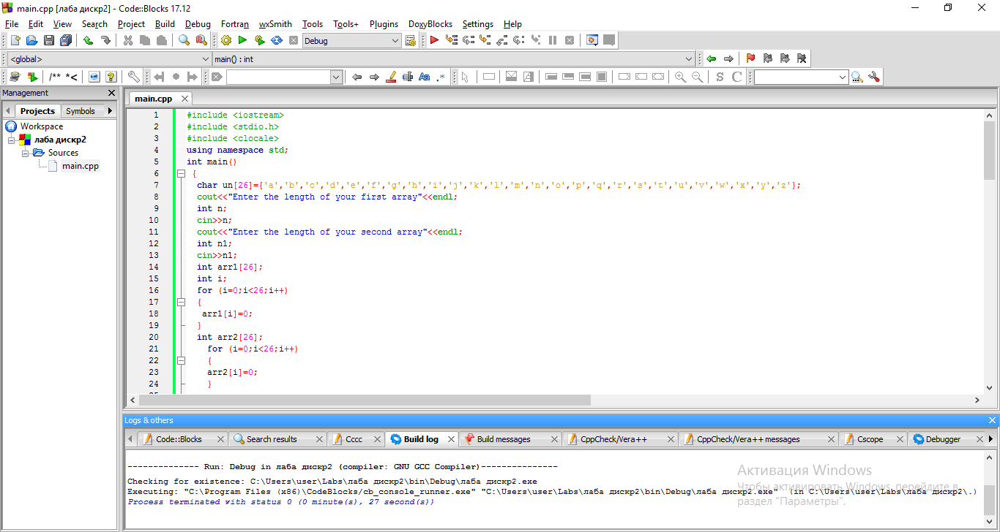 main.cpp [лаба дискр2] - Code::Blocks 17.12
File Edit View Search Project Build Debug Fortran wxSmith Tools Tools+ Plugins DoxyBlocks Settings Help
Debug
<global> main() : int
/** *<
Aa .* S C
Management
main.cpp
Projects Symbols
Workspace
лаба дискр2
Sources
main.cpp
1 #include <iostream>
2 #include <stdio.h>
3 #include <clocale>
4 using namespace std;
5 int main()
6 {
7 char un[26]={'a','b','c','d','e','f','g','h','i','j','k','l','m','n','o','p','q','r','s','t','u','v','w','x','y','z'};
8 cout<<"Enter the length of your first array"<<endl;
9 int n;
10 cin>>n;
11 cout<<"Enter the length of your second array"<<endl;
12 int n1;
13 cin>>n1;
14 int arr1[26];
15 int i;
16 for (i=0;i<26;i++)
17 {
18 arr1[i]=0;
19 }
20 int arr2[26];
21 for (i=0;i<26;i++)
22 {
23 arr2[i]=0;
24 }
Logs & others
Code::Blocks Search results Cccc Build log Build messages CppCheck/Vera++ CppCheck/Vera++ messages Cscope Debugger
-------------- Run: Debug in лаба дискр2 (compiler: GNU GCC Compiler)---------------
Checking for existence: C:\Users\user\Labs\лаба дискр2\bin\Debug\лаба дискр2.exe
Executing: "C:\Program Files (x86)\CodeBlocks/cb_console_runner.exe" "C:\Users\user\Labs\лаба дискр2\bin\Debug\лаба дискр2.exe"  (in C:\Users\user\Labs\лаба дискр2\.)
Process terminated with status 0 (0 minute(s), 27 second(s))
Активация Windows
Чтобы активировать Windows, перейдите в
раздел "Параметры".